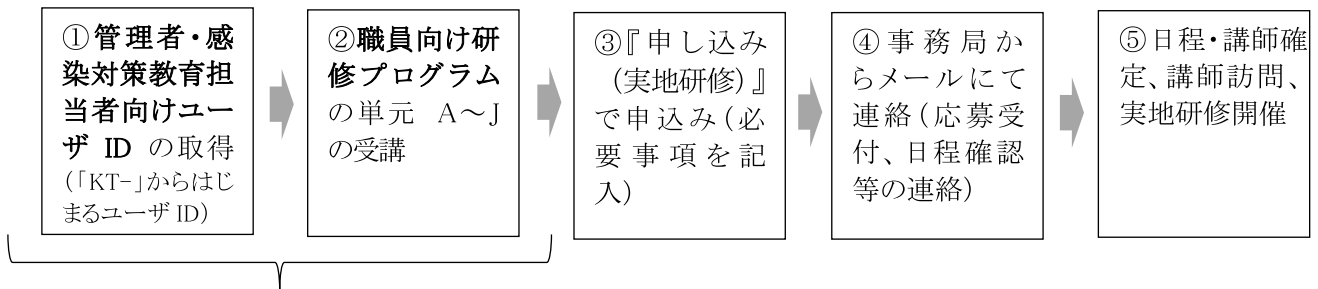 ①管理者・感
染対策教育担
当者向けユー
ザ ID の取得
(「KT-」からはじ
まるユーザ ID)
②職員向け研
修プログラム
の単元 A～J
の受講
③『申し込み
(実地研修)』
で申込み(必
要事項を記
入)
④事務局か
らメールにて
連絡(応募受
付、日程確認
等の連絡)
⑤日程・講師確
定、講師訪問、
実地研修開催